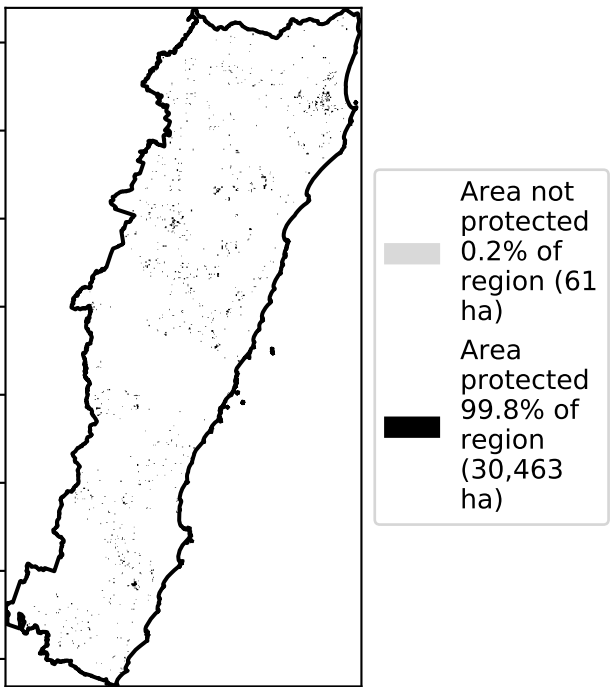 Area not
protected
0.2% of
region (61
ha)
Area
protected
99.8% of
region
(30,463
ha)